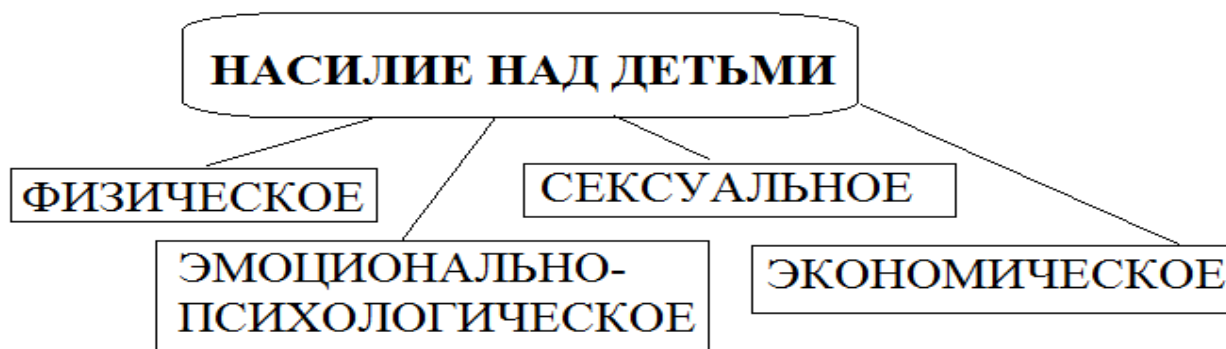 НАСИЛИЕ НАД ДЕТЬМИ
ФИЗИЧЕСКОЕ
СЕКСУАЛЬНОЕ
ЭМОЦИОНАЛЬНО-
ПСИХОЛОГИЧЕСКОЕ
ЭКОНОМИЧЕСКОЕ